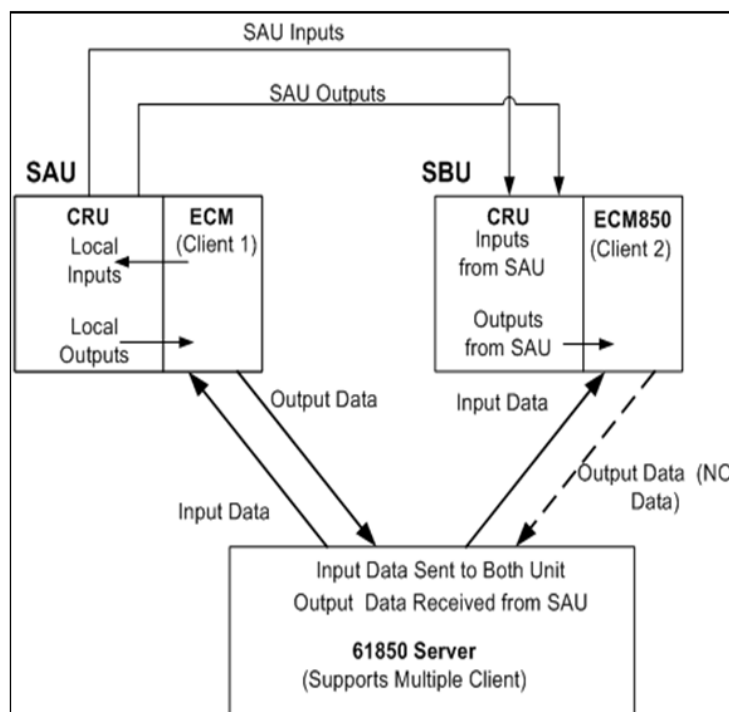 SAU Inputs
SAU Outputs
SAU
SBU
CRU
ECM
(Client 1)
Local
Inputs
Local
Outputs
CRU
Inputs
from SAU
Outputs
from SAU
ECM850
(Client 2)
Output Data
Input Data
Input Data
Output Data (NO
Data)
Input Data Sent to Both Unit
Output Data Received from SAU
61850 Server
(Supports Multiple Client)